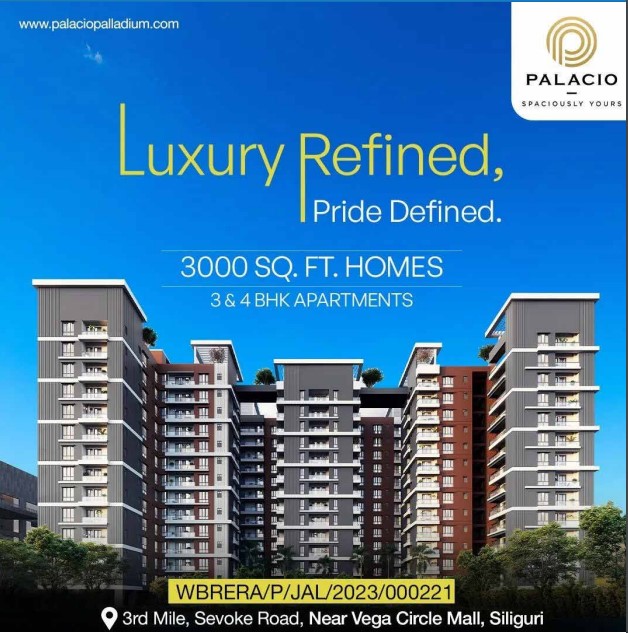 www.palaciopalladium.com
PALACIO
SPACIOUSLY YOURS
Luxury Refined,
Pride Defined.
3000 SQ. FT. HOMES
3 & 4 BHK APARTMENTS
WBRERA/P/JAL/2023/000221
3rd Mile, Sevoke Road, Near Vega Circle Mall, Siliguri